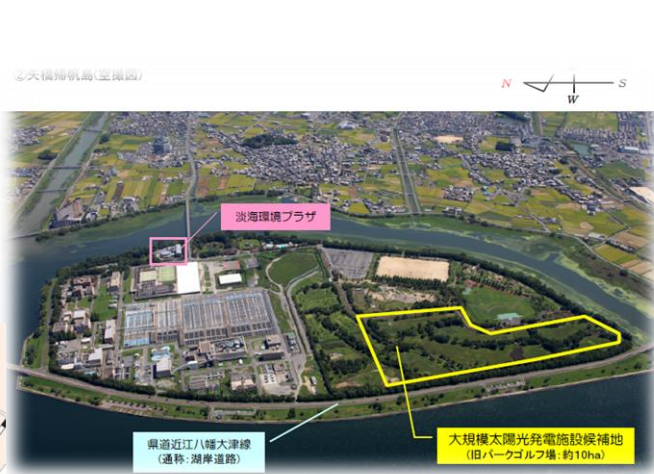 ②矢橋帰帆島(空撮図)
N
S
W
淡海環境プラザ
県道近江八幡大津線
(通称:湖岸道路)
大規模太陽光発電施設候補地
(旧パークゴルフ場:約10ha)